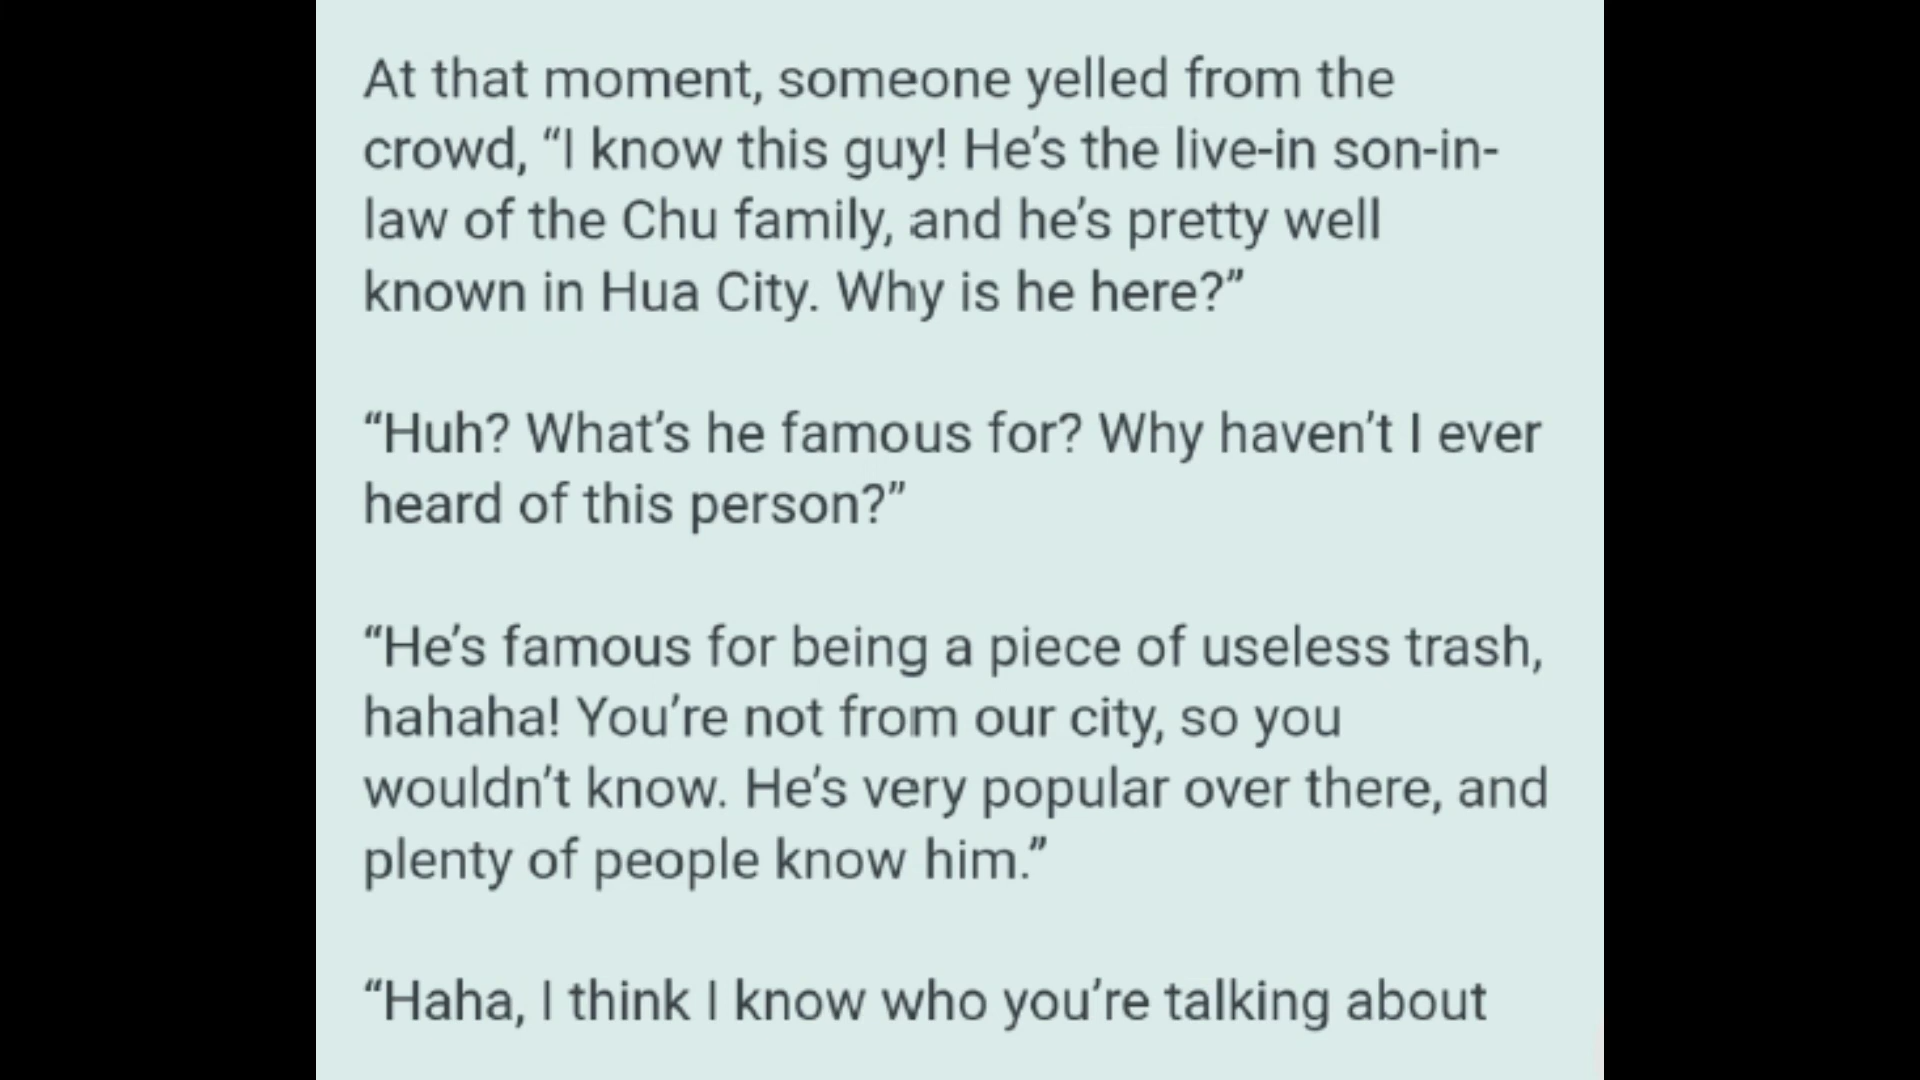 At that moment, someone yelled from the
crowd, “I know this guy! He’s the live-in son-in-
law of the Chu family, and he’s pretty well
known in Hua City. Why is he here?”
“Huh? What’s he famous for? Why haven’t I ever
heard of this person?”
“He’s famous for being a piece of useless trash,
hahaha! You’re not from our city, so you
wouldn’t know. He’s very popular over there, and
plenty of people know him.”
“Haha, I think I know who you’re talking about